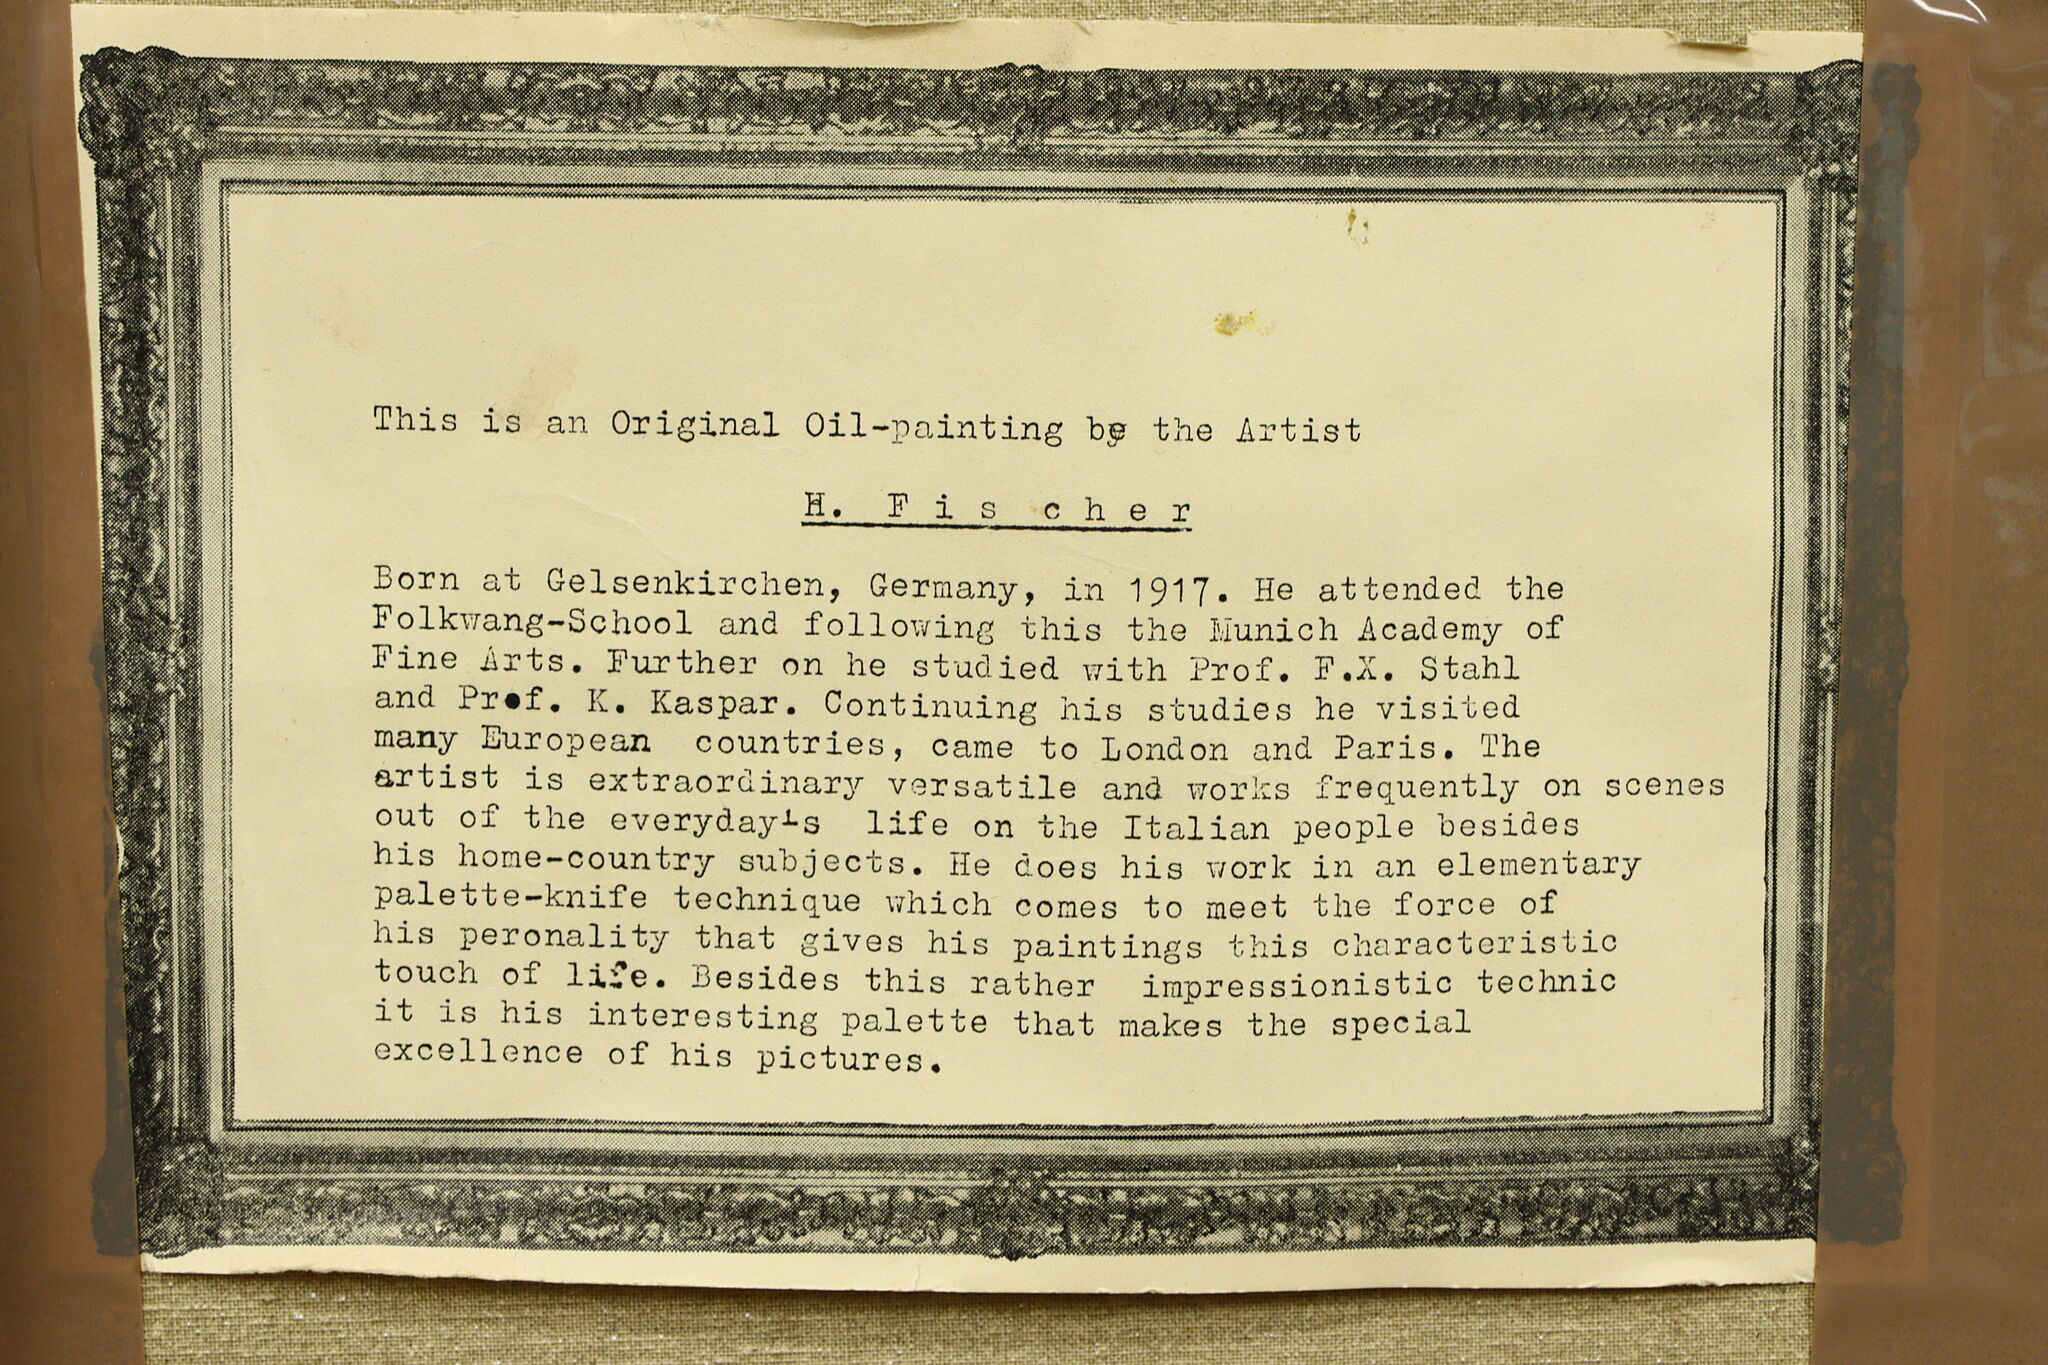 This is an Original Oil-painting by the Artist
H. F i s c h e r
Born at Gelsenkirchen, Germany, in 1917. He attended the
Folkwang-School and following this the Munich Academy of
Fine Arts. Further on he studied with Prof. F.X. Stahl
and Prof. K. Kaspar. Continuing his studies he visited
many European countries, came to London and Paris. The
artist is extraordinary versatile and works frequently on scenes
out of the everyday's life on the Italian people besides
his home-country subjects. He does his work in an elementary
palette-knife technique which comes to meet the force of
his peronality that gives his paintings this characteristic
touch of life. Besides this rather impressionistic technic
it is his interesting palette that makes the special
excellence of his pictures.